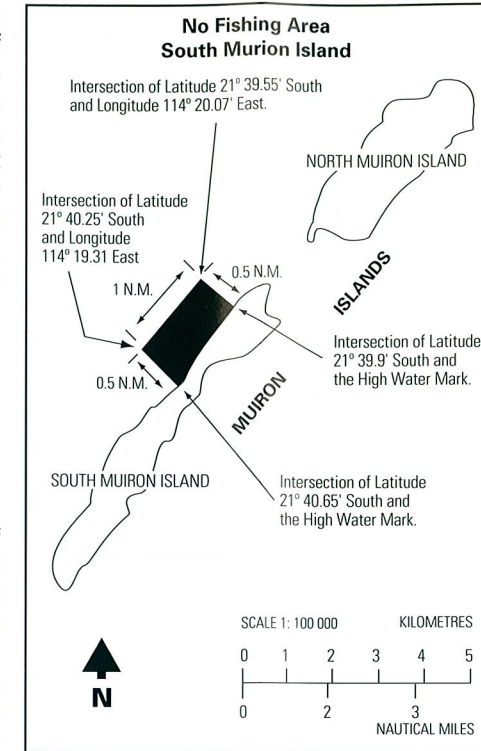 No Fishing Area
South Murion Island
Intersection of Latitude 21° 39.55' South
and Longitude 114° 20.07' East.
NORTH MUIRON ISLAND
Intersection of Latitude
21° 40.25' South
and Longitude
114° 19.31 East
0.5 N.M.
1 N.M.
ISLANDS
Intersection of Latitude
21° 39.9' South and
the High Water Mark.
0.5 N.M.
MUIRON
SOUTH MUIRON ISLAND
Intersection of Latitude
21° 40.65' South and
the High Water Mark.
SCALE 1: 100 000 KILOMETRES
0 1 2 3 4 5
N
0 2 3
NAUTICAL MILES